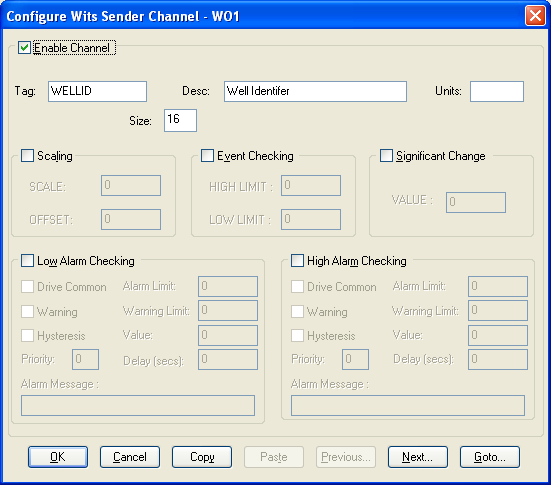 Configure Wits Sender Channel - WO1
Enable Channel
Tag: WELLID Desc: Well Identifer Units:
Size: 16
Scaling Event Checking Significant Change
SCALE: 0 HIGH LIMIT : 0 VALUE : 0
OFFSET: 0 LOW LIMIT : 0
Low Alarm Checking High Alarm Checking
Drive Common Alarm Limit: 0 Drive Common Alarm Limit: 0
Warning Warning Limit: 0 Warning Warning Limit: 0
Hysteresis Value: 0 Hysteresis Value: 0
Priority: 0 Delay (secs): 0 Priority: 0 Delay (secs): 0
Alarm Message : Alarm Message :
OK Cancel Copy Paste Previous... Next... Goto...